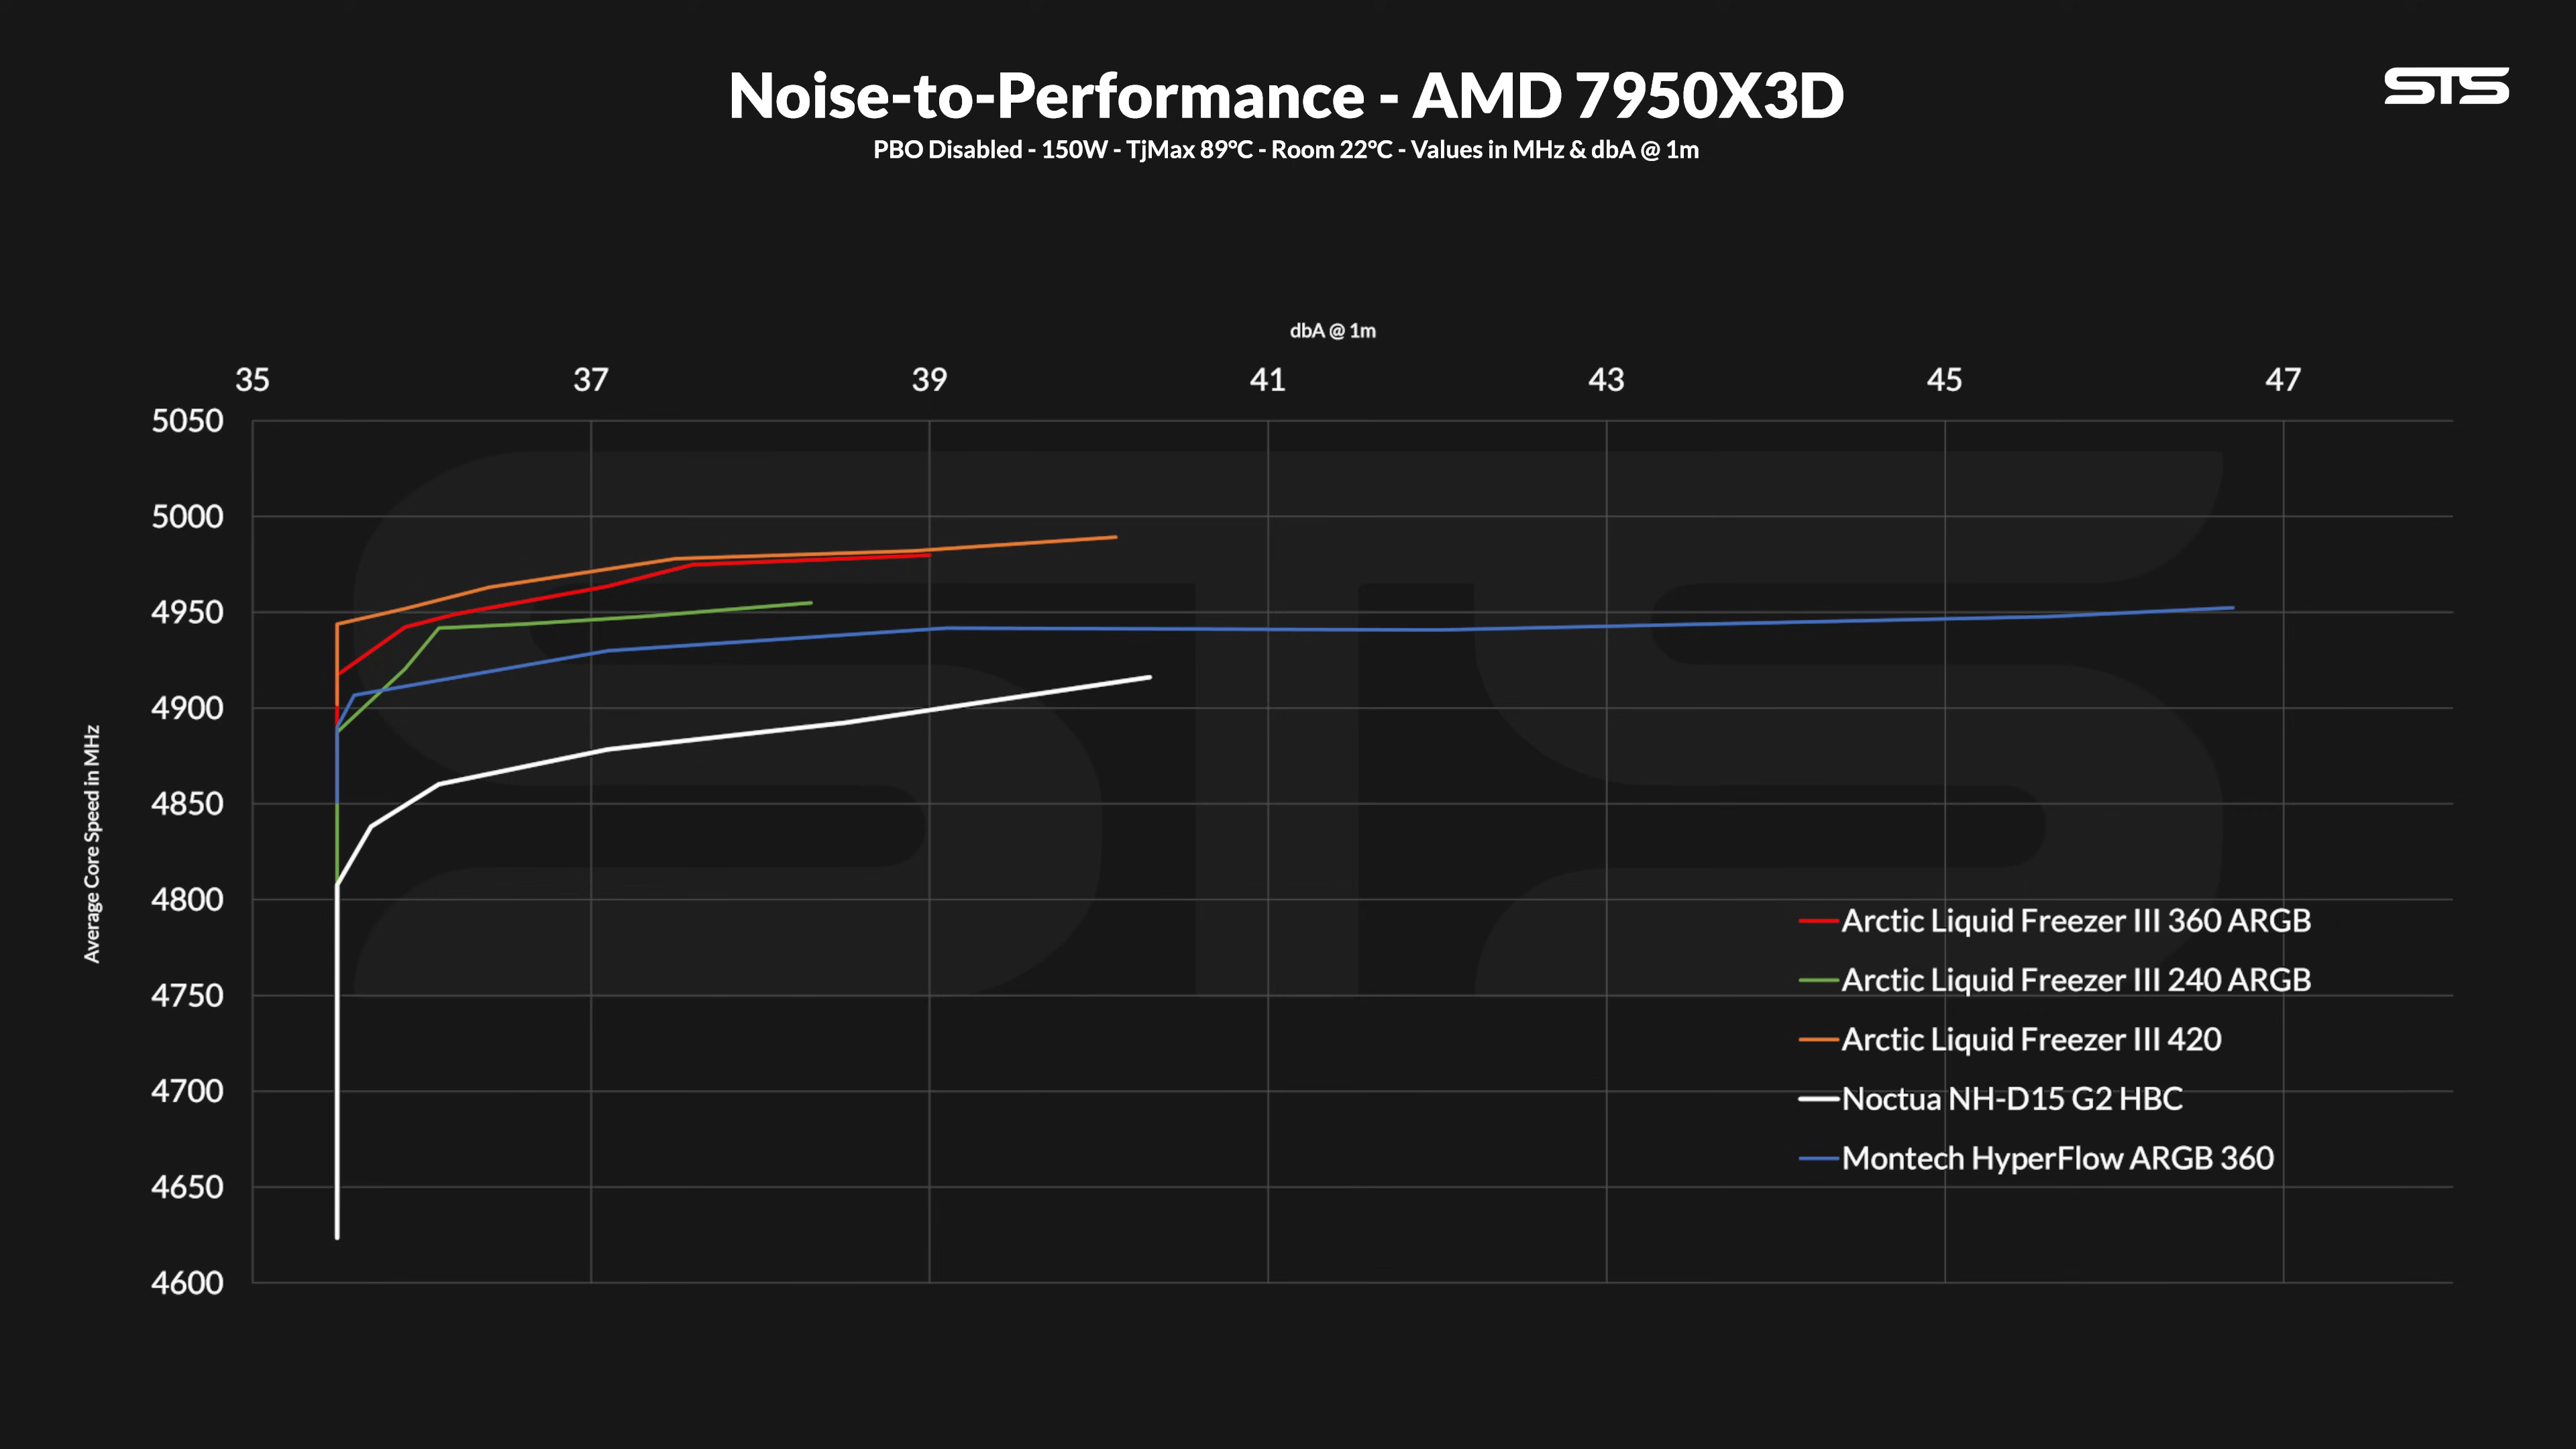 Noise-to-Performance - AMD 7950X3D
STS
PBO Disabled - 150W - TjMax 89°C - Room 22°C - Values in MHz & dbA @ 1m
dbA @ 1m
35 37 39 41 43 45 47
5050
5000
4950
4900
4850
4800
4750
4700
4650
4600
Average Core Speed in MHz
STS
Arctic Liquid Freezer III 360 ARGB
Arctic Liquid Freezer III 240 ARGB
Arctic Liquid Freezer III 420
Noctua NH-D15 G2 HBC
Montech HyperFlow ARGB 360